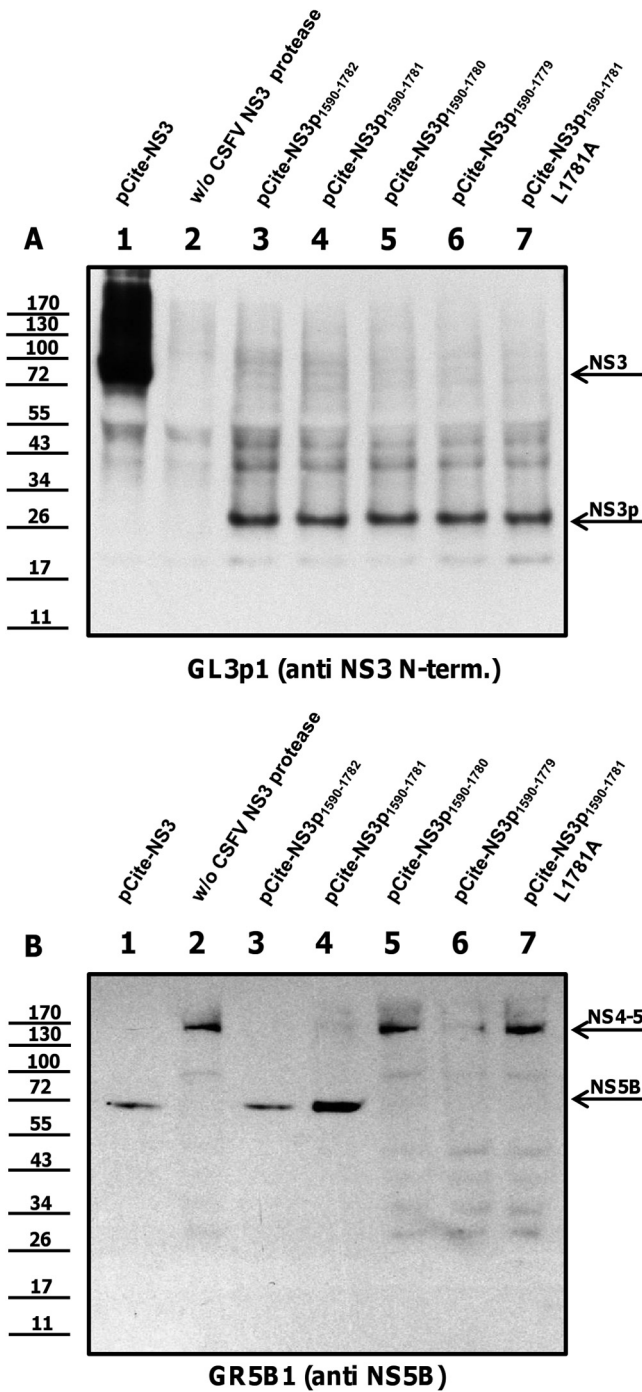 pCite-NS3
w/o CSFV NS3 protease
pCite-NS3p1590-1782
pCite-NS3p1590-1781
pCite-NS3p1590-1780
pCite-NS3p1590-1779
pCite-NS3p1590-1781
L1781A
A 1 2 3 4 5 6 7
170
130
100
72
55
43
34
26
17
11
NS3
NS3p
GL3p1 (anti NS3 N-term.)
pCite-NS3
w/o CSFV NS3 protease
pCite-NS3p1590-1782
pCite-NS3p1590-1781
pCite-NS3p1590-1780
pCite-NS3p1590-1779
pCite-NS3p1590-1781
L1781A
B 1 2 3 4 5 6 7
170
130
100
72
55
43
34
26
17
11
NS4-5
NS5B
GR5B1 (anti NS5B)